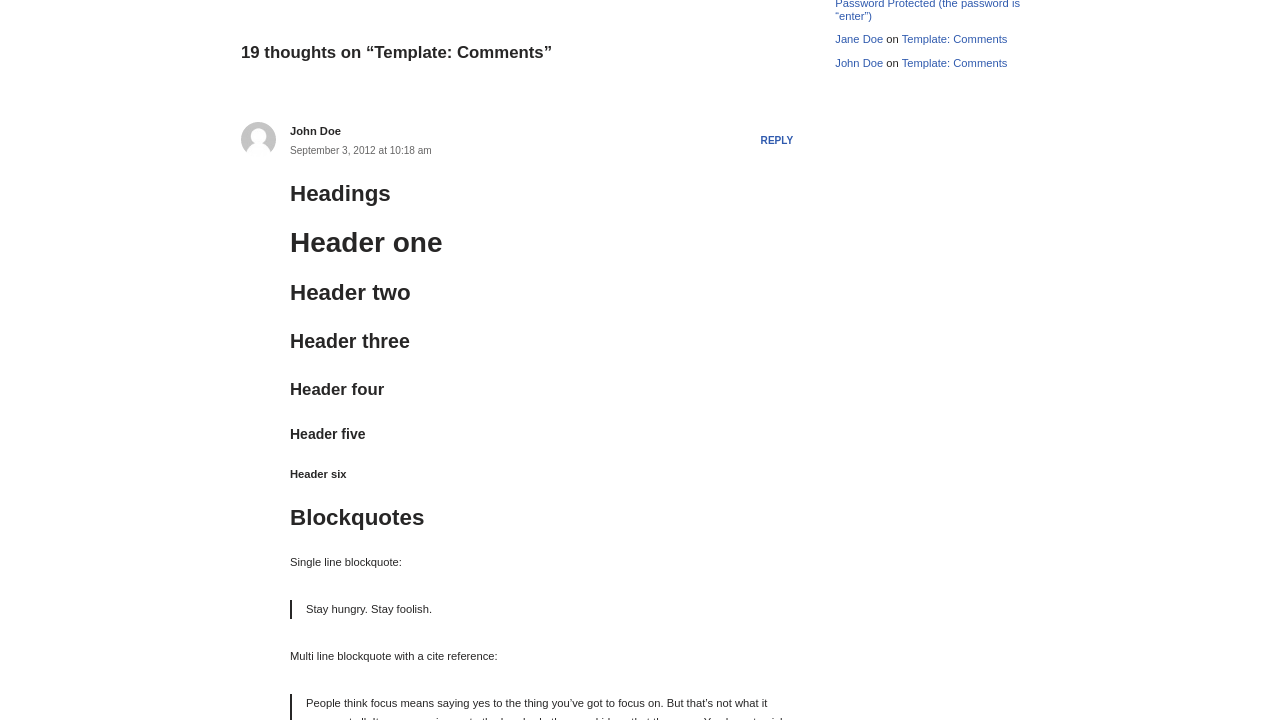 Password Protected (the password is
“enter”)
Jane Doe on Template: Comments
John Doe on Template: Comments
19 thoughts on “Template: Comments”
John Doe
September 3, 2012 at 10:18 am
REPLY
Headings
Header one
Header two
Header three
Header four
Header five
Header six
Blockquotes
Single line blockquote:
Stay hungry. Stay foolish.
Multi line blockquote with a cite reference:
People think focus means saying yes to the thing you’ve got to focus on. But that’s not what it